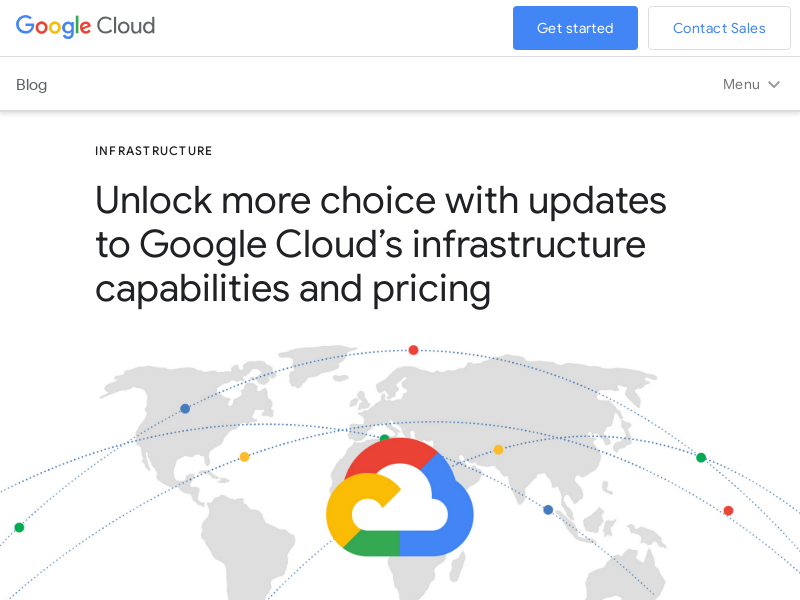 Google Cloud
Get started
Contact Sales
Blog
Menu
INFRASTRUCTURE
Unlock more choice with updates
to Google Cloud’s infrastructure
capabilities and pricing